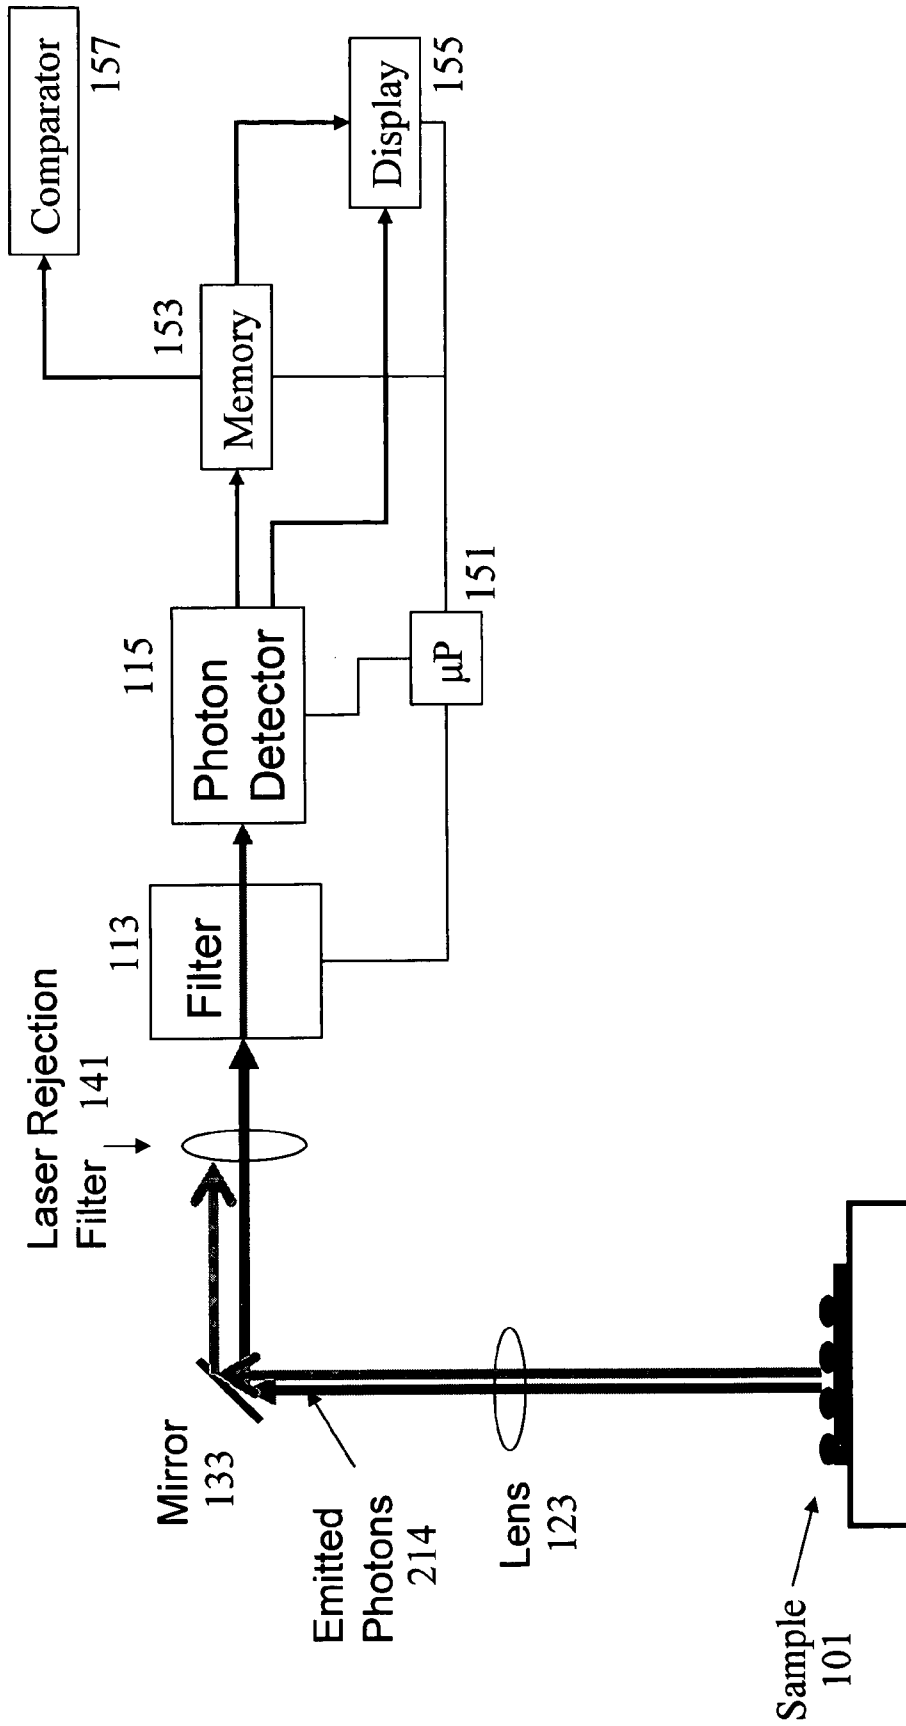 Laser Rejection
Filter 141
Mirror
133
Emitted
Photons
214
Lens
123
Sample
101
113
Filter
115
Photon
Detector
153
Memory
Comparator
157
Display
155
μP
151